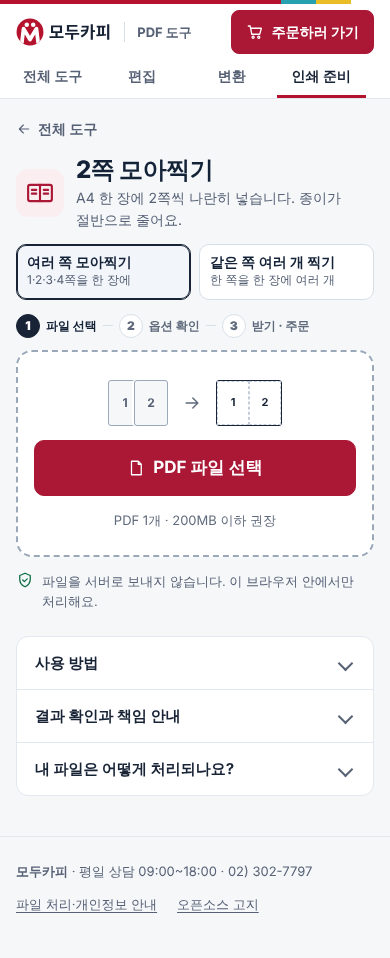 모두카피 PDF 도구 주문하러 가기
전체 도구 편집 변환 인쇄 준비
← 전체 도구
2쪽 모아찍기
A4 한 장에 2쪽씩 나란히 넣습니다. 종이가
절반으로 줄어요.
여러 쪽 모아찍기 같은 쪽 여러 개 찍기
1·2·3·4쪽을 한 장에 한 쪽을 한 장에 여러 개
1 파일 선택 2 옵션 확인 3 받기 · 주문
1 2 → 1 2
PDF 파일 선택
PDF 1개 · 200MB 이하 권장
파일을 서버로 보내지 않습니다. 이 브라우저 안에서만
처리해요.
사용 방법
결과 확인과 책임 안내
내 파일은 어떻게 처리되나요?
모두카피 · 평일 상담 09:00~18:00 · 02) 302-7797
파일 처리·개인정보 안내 오픈소스 고지